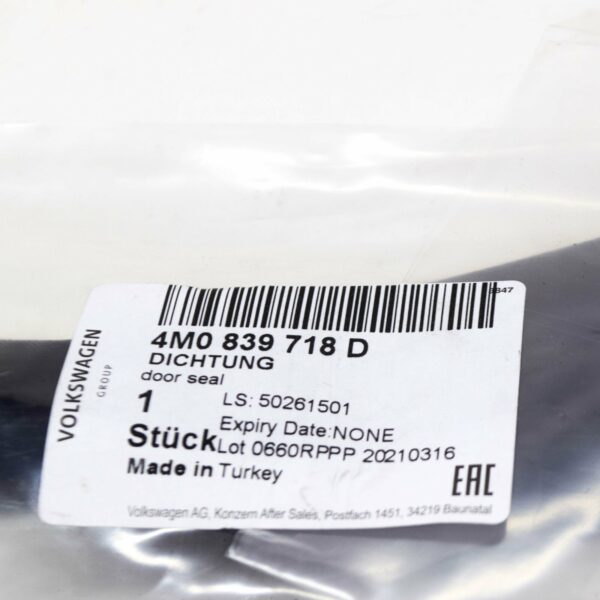 3847
4M0 839 718 D
DICHTUNG
door seal
1 LS: 50261501
Expiry Date:NONE
Stück Lot 0660RPPP 20210316
Made in Turkey
EAC
Volkswagen AG, Konzern After Sales, Postfach 1451, 34219 Baunatal
VOLKSWAGEN
GROUP